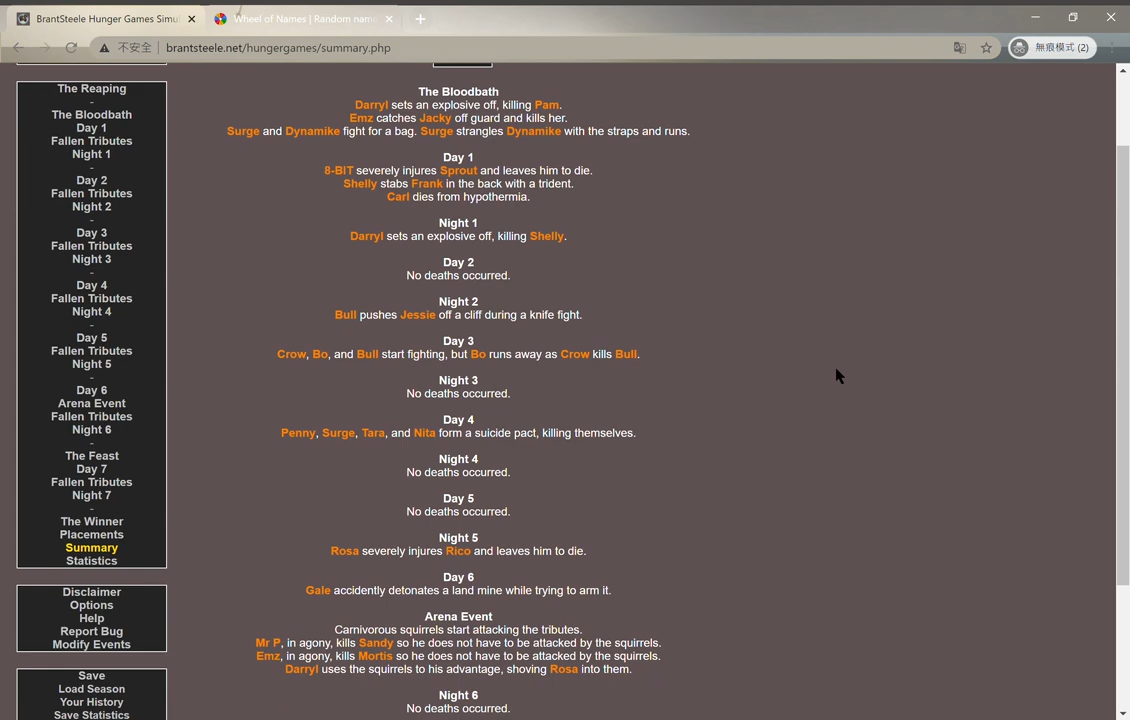 BrantSteele Hunger Games Simul
Wheel of Names | Random name
不安全
brantsteele.net/hungergames/summary.php
無痕模式 (2)
The Reaping
-
The Bloodbath
Day 1
Fallen Tributes
Night 1
-
Day 2
Fallen Tributes
Night 2
-
Day 3
Fallen Tributes
Night 3
-
Day 4
Fallen Tributes
Night 4
-
Day 5
Fallen Tributes
Night 5
-
Day 6
Arena Event
Fallen Tributes
Night 6
-
The Feast
Day 7
Fallen Tributes
Night 7
-
The Winner
Placements
Summary
Statistics
Disclaimer
Options
Help
Report Bug
Modify Events
Save
Load Season
Your History
Save Statistics
The Bloodbath
Darryl sets an explosive off, killing Pam.
Emz catches Jacky off guard and kills her.
Surge and Dynamike fight for a bag. Surge strangles Dynamike with the straps and runs.
Day 1
8-BIT severely injures Sprout and leaves him to die.
Shelly stabs Frank in the back with a trident.
Carl dies from hypothermia.
Night 1
Darryl sets an explosive off, killing Shelly.
Day 2
No deaths occurred.
Night 2
Bull pushes Jessie off a cliff during a knife fight.
Day 3
Crow, Bo, and Bull start fighting, but Bo runs away as Crow kills Bull.
Night 3
No deaths occurred.
Day 4
Penny, Surge, Tara, and Nita form a suicide pact, killing themselves.
Night 4
No deaths occurred.
Day 5
No deaths occurred.
Night 5
Rosa severely injures Rico and leaves him to die.
Day 6
Gale accidently detonates a land mine while trying to arm it.
Arena Event
Carnivorous squirrels start attacking the tributes.
Mr P, in agony, kills Sandy so he does not have to be attacked by the squirrels.
Emz, in agony, kills Mortis so he does not have to be attacked by the squirrels.
Darryl uses the squirrels to his advantage, shoving Rosa into them.
Night 6
No deaths occurred.